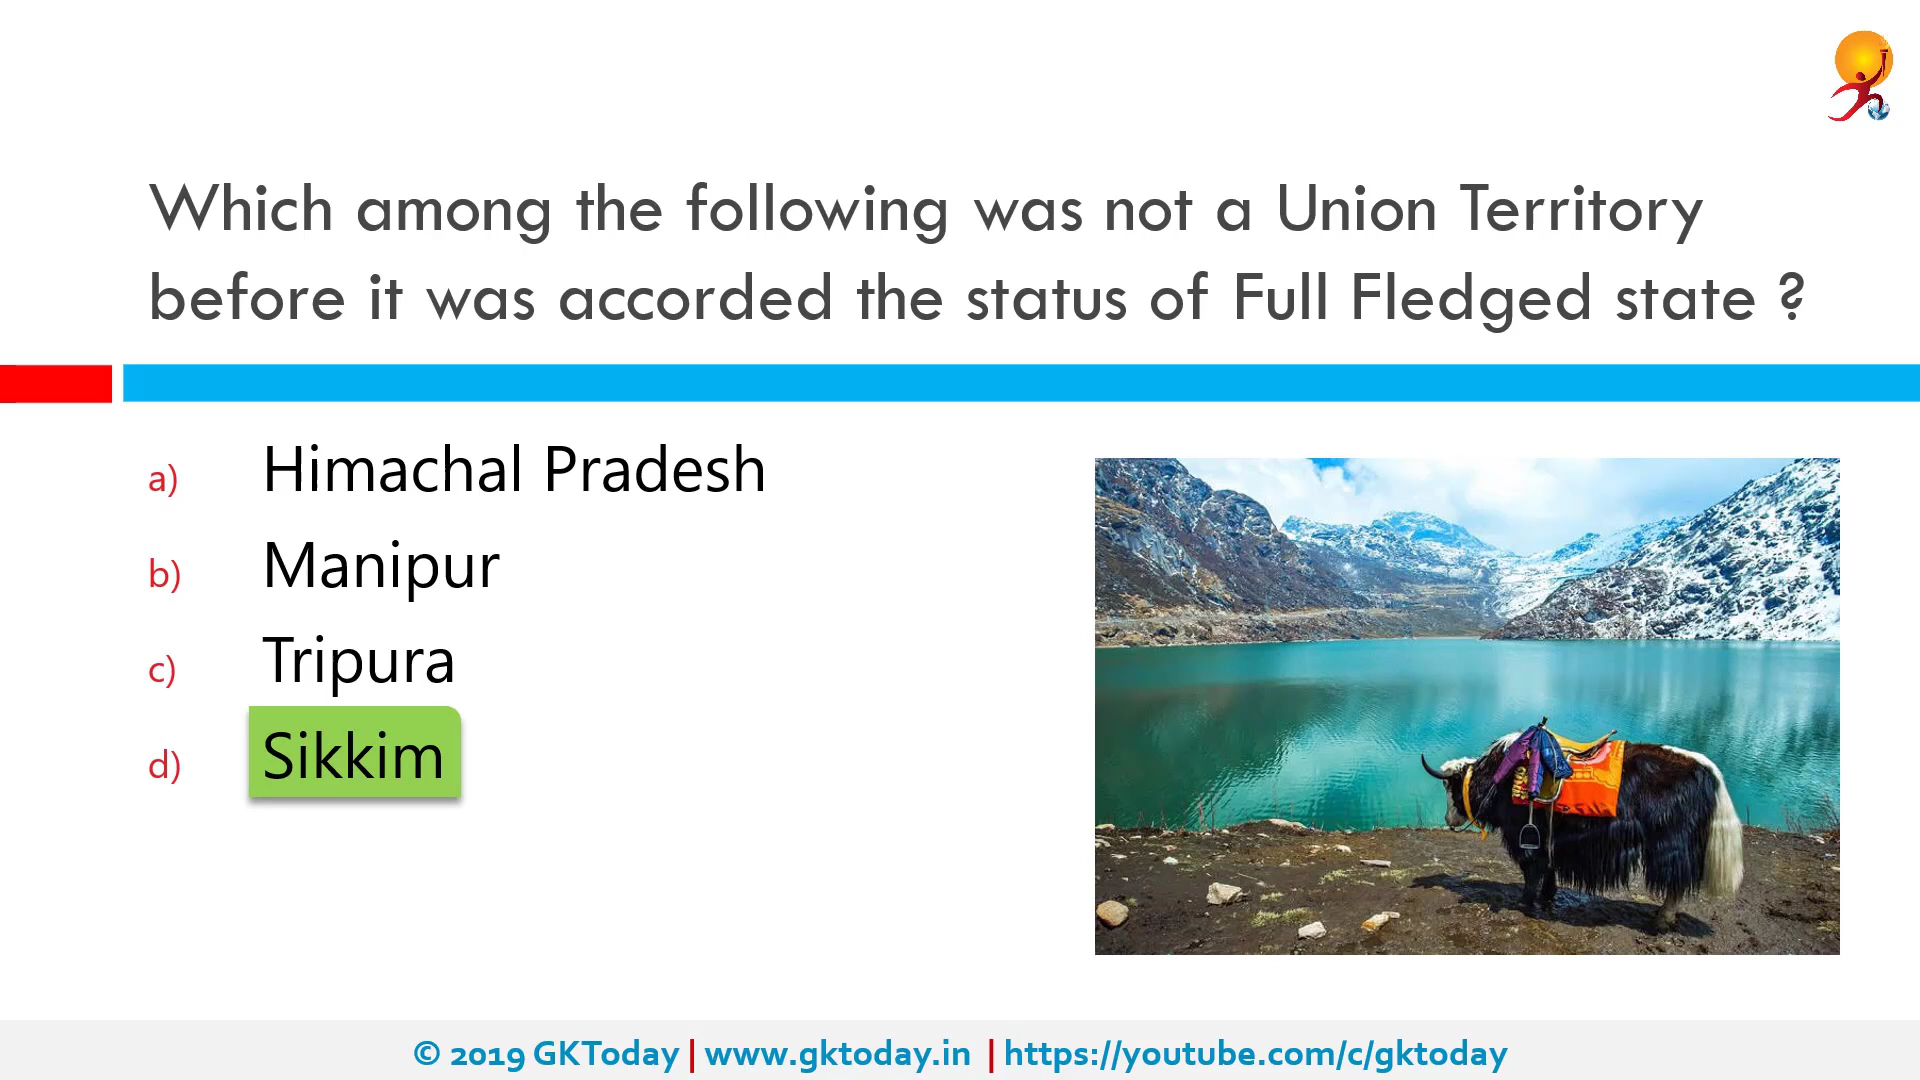 Which among the following was not a Union Territory
before it was accorded the status of Full Fledged state ?
a) Himachal Pradesh
b) Manipur
c) Tripura
d) Sikkim
© 2019 GKToday | www.gktoday.in | https://youtube.com/c/gktoday